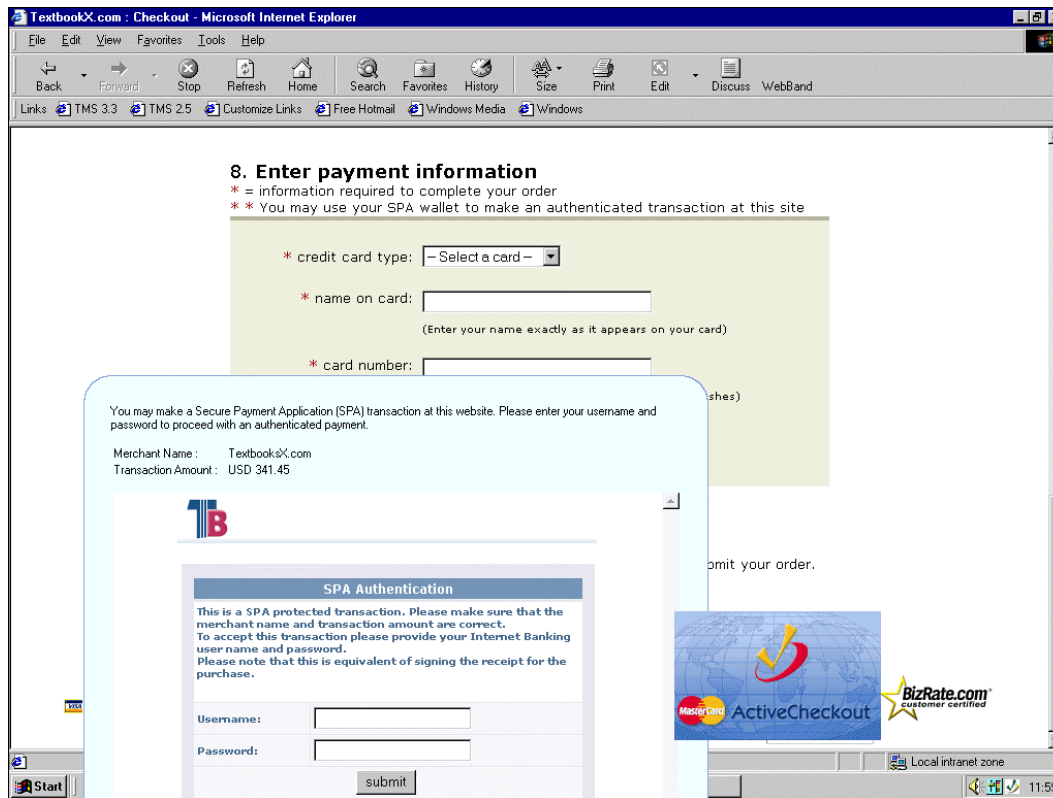 TextbookX.com : Checkout - Microsoft Internet Explorer
File Edit View Favorites Tools Help
Back Forward Stop Refresh Home Search Favorites History Size Print Edit Discuss WebBand
Links TMS 3.3 TMS 2.5 Customize Links Free Hotmail Windows Media Windows
8. Enter payment information
* = information required to complete your order
* * You may use your SPA wallet to make an authenticated transaction at this site
* credit card type: – Select a card –
* name on card:
(Enter your name exactly as it appears on your card)
* card number:
shes)
You may make a Secure Payment Application (SPA) transaction at this website. Please enter your username and
password to proceed with an authenticated payment.
Merchant Name : TextbooksX.com
Transaction Amount : USD 341.45
TB
omit your order.
SPA Authentication
This is a SPA protected transaction. Please make sure that the
merchant name and transaction amount are correct.
To accept this transaction please provide your Internet Banking
user name and password.
Please note that this is equivalent of signing the receipt for the
purchase.
Username:
Password:
submit
VISA
MasterCard ActiveCheckout
BizRate.com
customer certified
Local intranet zone
Start
11:59